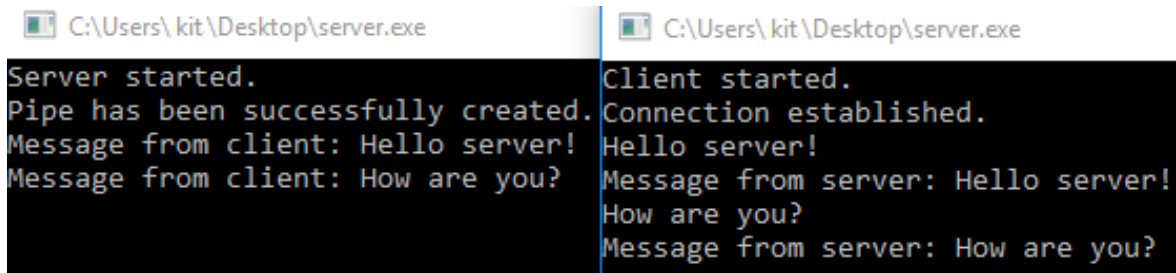 C:\Users\ kit \Desktop\server.exe
Server started.
Pipe has been successfully created.
Message from client: Hello server!
Message from client: How are you?
C:\Users\ kit \Desktop\server.exe
Client started.
Connection established.
Hello server!
Message from server: Hello server!
How are you?
Message from server: How are you?